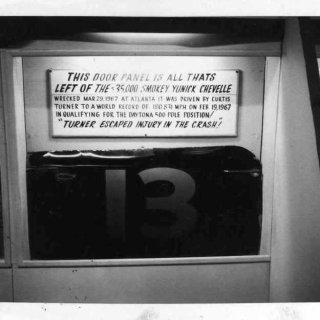 THIS DOOR PANEL IS ALL THATS
LEFT OF THE $35,000 SMOKEY YUNICK CHEVELLE
WRECKED MAR. 29, 1967 AT ATLANTA IT WAS DRIVEN BY CURTIS
TURNER TO A WORLD RECORD OF 180.831 MPH ON FEB 19, 1967
IN QUALIFYING FOR THE DAYTONA 500 POLE POSITION!
"TURNER ESCAPED INJURY IN THE CRASH!"
13